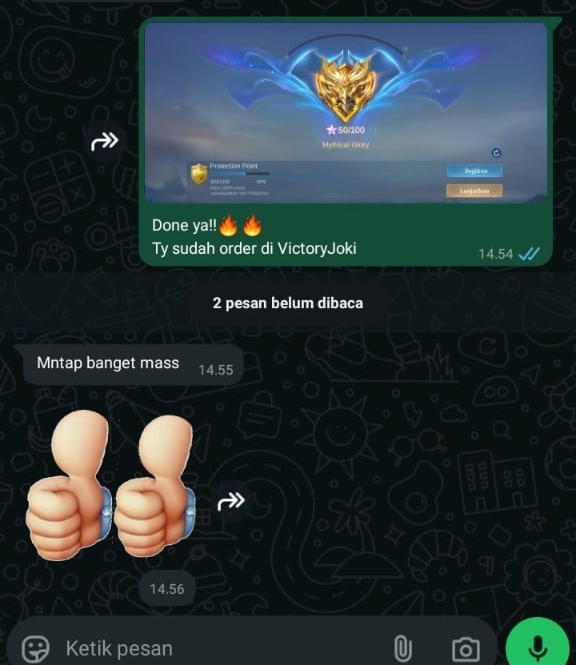 50/100
Mythical Glory
Protection Point
Bagikan
Lanjutkan
Done ya!!🔥🔥
Ty sudah order di VictoryJoki
14.54
2 pesan belum dibaca
Mntap banget mass
14.55
14.56
Ketik pesan